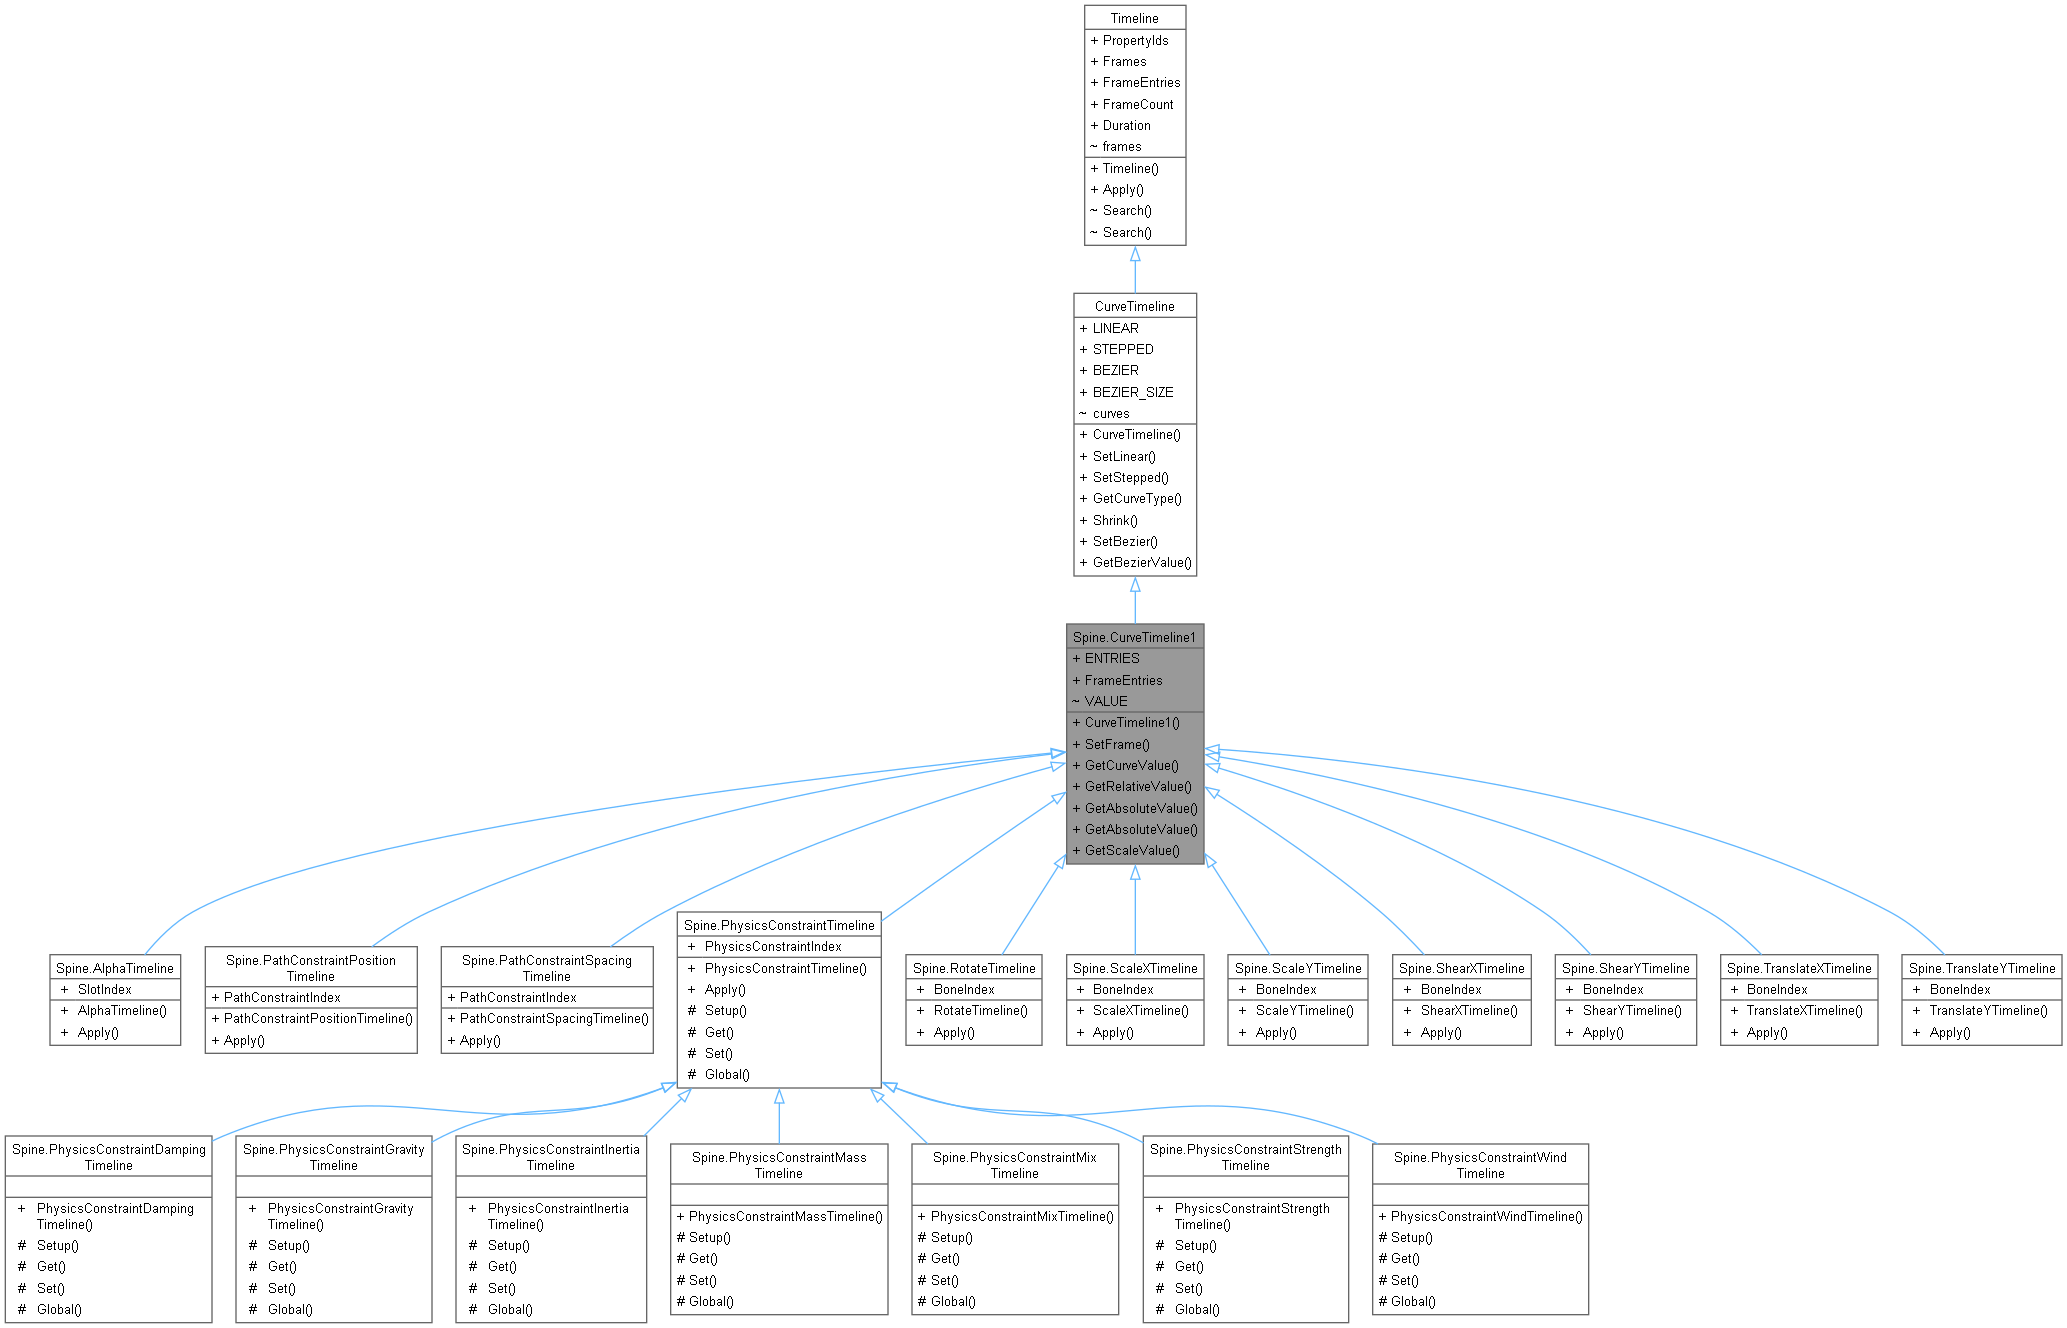 Timeline
+ PropertyIds
+ Frames
+ FrameEntries
+ FrameCount
+ Duration
~ frames
+ Timeline()
+ Apply()
~ Search()
~ Search()
CurveTimeline
+ LINEAR
+ STEPPED
+ BEZIER
+ BEZIER_SIZE
~ curves
+ CurveTimeline()
+ SetLinear()
+ SetStepped()
+ GetCurveType()
+ Shrink()
+ SetBezier()
+ GetBezierValue()
Spine.CurveTimeline1
+ ENTRIES
+ FrameEntries
~ VALUE
+ CurveTimeline1()
+ SetFrame()
+ GetCurveValue()
+ GetRelativeValue()
+ GetAbsoluteValue()
+ GetAbsoluteValue()
+ GetScaleValue()
Spine.AlphaTimeline
+ SlotIndex
+ AlphaTimeline()
+ Apply()
Spine.PathConstraintPosition
Timeline
+ PathConstraintIndex
+ PathConstraintPositionTimeline()
+ Apply()
Spine.PathConstraintSpacing
Timeline
+ PathConstraintIndex
+ PathConstraintSpacingTimeline()
+ Apply()
Spine.PhysicsConstraintTimeline
+ PhysicsConstraintIndex
+ PhysicsConstraintTimeline()
+ Apply()
# Setup()
# Get()
# Set()
# Global()
Spine.RotateTimeline
+ BoneIndex
+ RotateTimeline()
+ Apply()
Spine.ScaleXTimeline
+ BoneIndex
+ ScaleXTimeline()
+ Apply()
Spine.ScaleYTimeline
+ BoneIndex
+ ScaleYTimeline()
+ Apply()
Spine.ShearXTimeline
+ BoneIndex
+ ShearXTimeline()
+ Apply()
Spine.ShearYTimeline
+ BoneIndex
+ ShearYTimeline()
+ Apply()
Spine.TranslateXTimeline
+ BoneIndex
+ TranslateXTimeline()
+ Apply()
Spine.TranslateYTimeline
+ BoneIndex
+ TranslateYTimeline()
+ Apply()
Spine.PhysicsConstraintDamping
Timeline
+ PhysicsConstraintDamping
Timeline()
# Setup()
# Get()
# Set()
# Global()
Spine.PhysicsConstraintGravity
Timeline
+ PhysicsConstraintGravity
Timeline()
# Setup()
# Get()
# Set()
# Global()
Spine.PhysicsConstraintInertia
Timeline
+ PhysicsConstraintInertia
Timeline()
# Setup()
# Get()
# Set()
# Global()
Spine.PhysicsConstraintMass
Timeline
+ PhysicsConstraintMassTimeline()
# Setup()
# Get()
# Set()
# Global()
Spine.PhysicsConstraintMix
Timeline
+ PhysicsConstraintMixTimeline()
# Setup()
# Get()
# Set()
# Global()
Spine.PhysicsConstraintStrength
Timeline
+ PhysicsConstraintStrength
Timeline()
# Setup()
# Get()
# Set()
# Global()
Spine.PhysicsConstraintWind
Timeline
+ PhysicsConstraintWindTimeline()
# Setup()
# Get()
# Set()
# Global()